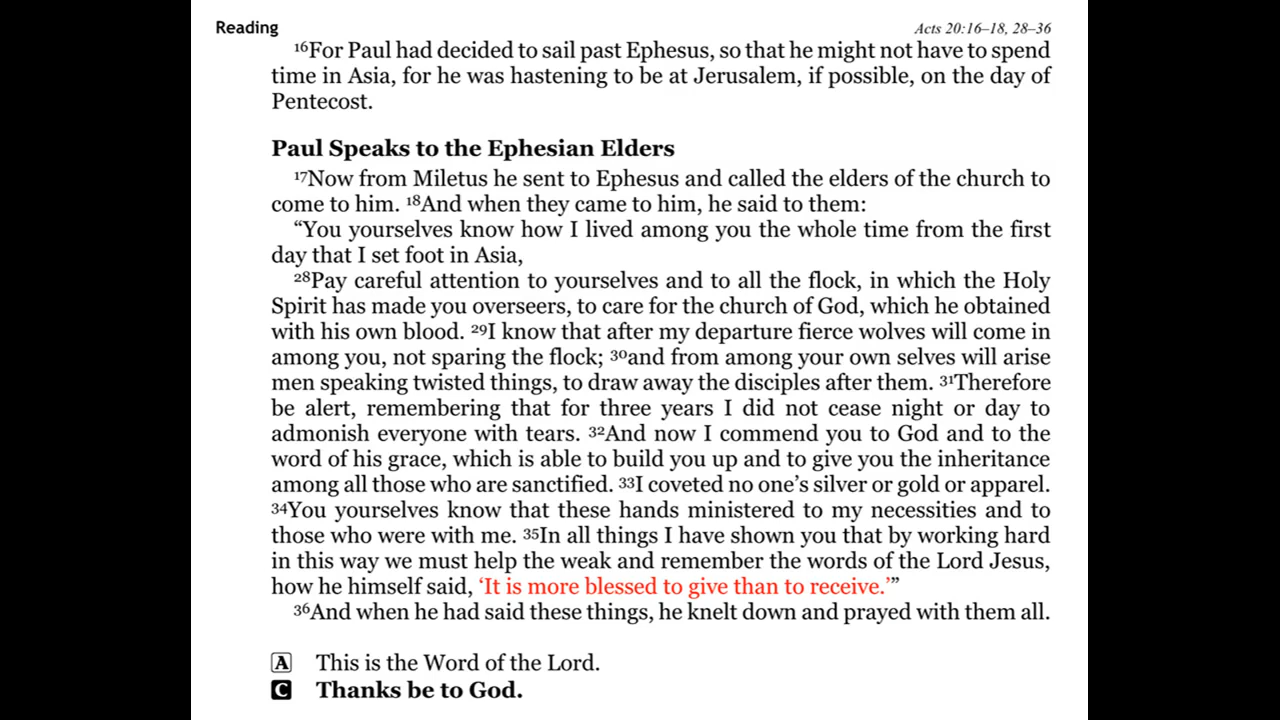 Reading
Acts 20:16–18, 28–36
¹⁶For Paul had decided to sail past Ephesus, so that he might not have to spend
time in Asia, for he was hastening to be at Jerusalem, if possible, on the day of
Pentecost.
Paul Speaks to the Ephesian Elders
¹⁷Now from Miletus he sent to Ephesus and called the elders of the church to
come to him. ¹⁸And when they came to him, he said to them:
“You yourselves know how I lived among you the whole time from the first
day that I set foot in Asia,
²⁸Pay careful attention to yourselves and to all the flock, in which the Holy
Spirit has made you overseers, to care for the church of God, which he obtained
with his own blood. ²⁹I know that after my departure fierce wolves will come in
among you, not sparing the flock; ³⁰and from among your own selves will arise
men speaking twisted things, to draw away the disciples after them. ³¹Therefore
be alert, remembering that for three years I did not cease night or day to
admonish everyone with tears. ³²And now I commend you to God and to the
word of his grace, which is able to build you up and to give you the inheritance
among all those who are sanctified. ³³I coveted no one’s silver or gold or apparel.
³⁴You yourselves know that these hands ministered to my necessities and to
those who were with me. ³⁵In all things I have shown you that by working hard
in this way we must help the weak and remember the words of the Lord Jesus,
how he himself said, ‘It is more blessed to give than to receive.’”
³⁶And when he had said these things, he knelt down and prayed with them all.
A This is the Word of the Lord.
C Thanks be to God.